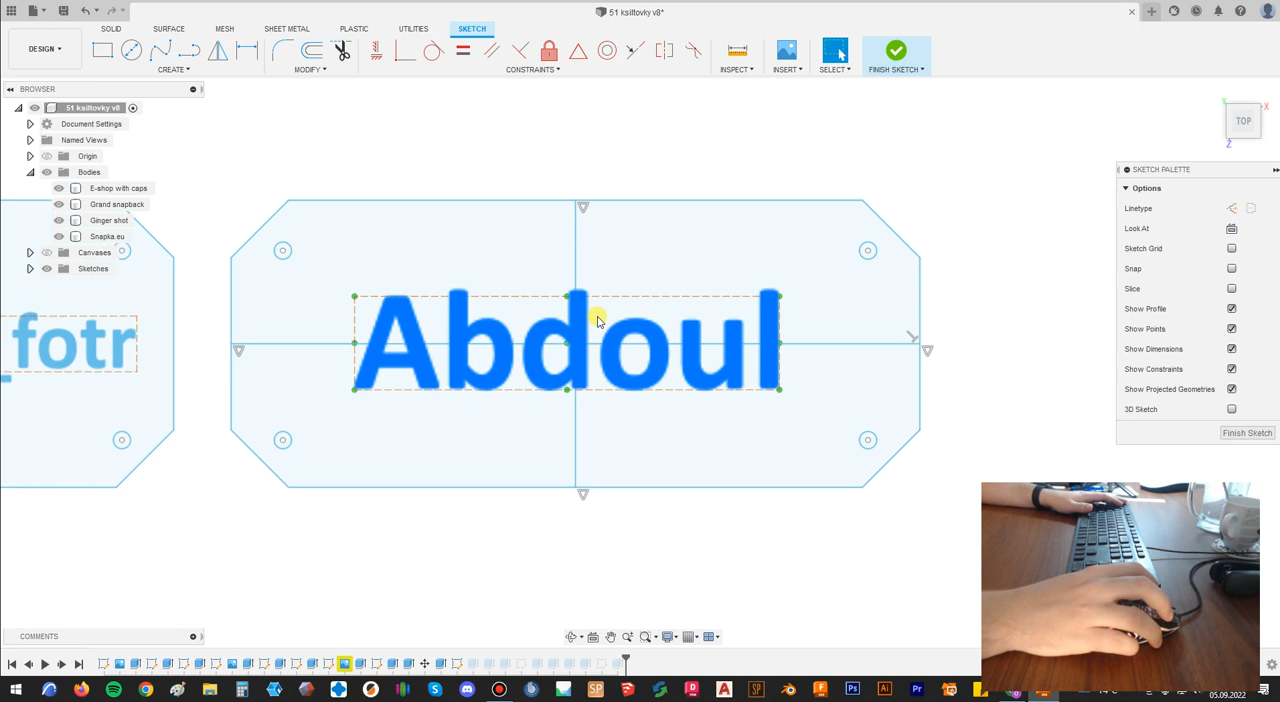 51 ksiltovky v8*
DESIGN
SOLID SURFACE MESH SHEET METAL PLASTIC UTILITIES SKETCH
CREATE MODIFY CONSTRAINTS INSPECT INSERT SELECT FINISH SKETCH
BROWSER
51 ksiltovky v8
Document Settings
Named Views
Origin
Bodies
E-shop with caps
Grand snapback
Ginger shot
Snapka.eu
Canvases
Sketches
TOP
X
Z
SKETCH PALETTE
Options
Linetype
Look At
Sketch Grid
Snap
Slice
Show Profile
Show Points
Show Dimensions
Show Constraints
Show Projected Geometries
3D Sketch
Finish Sketch
fotr
Abdoul
COMMENTS
05.09.2022